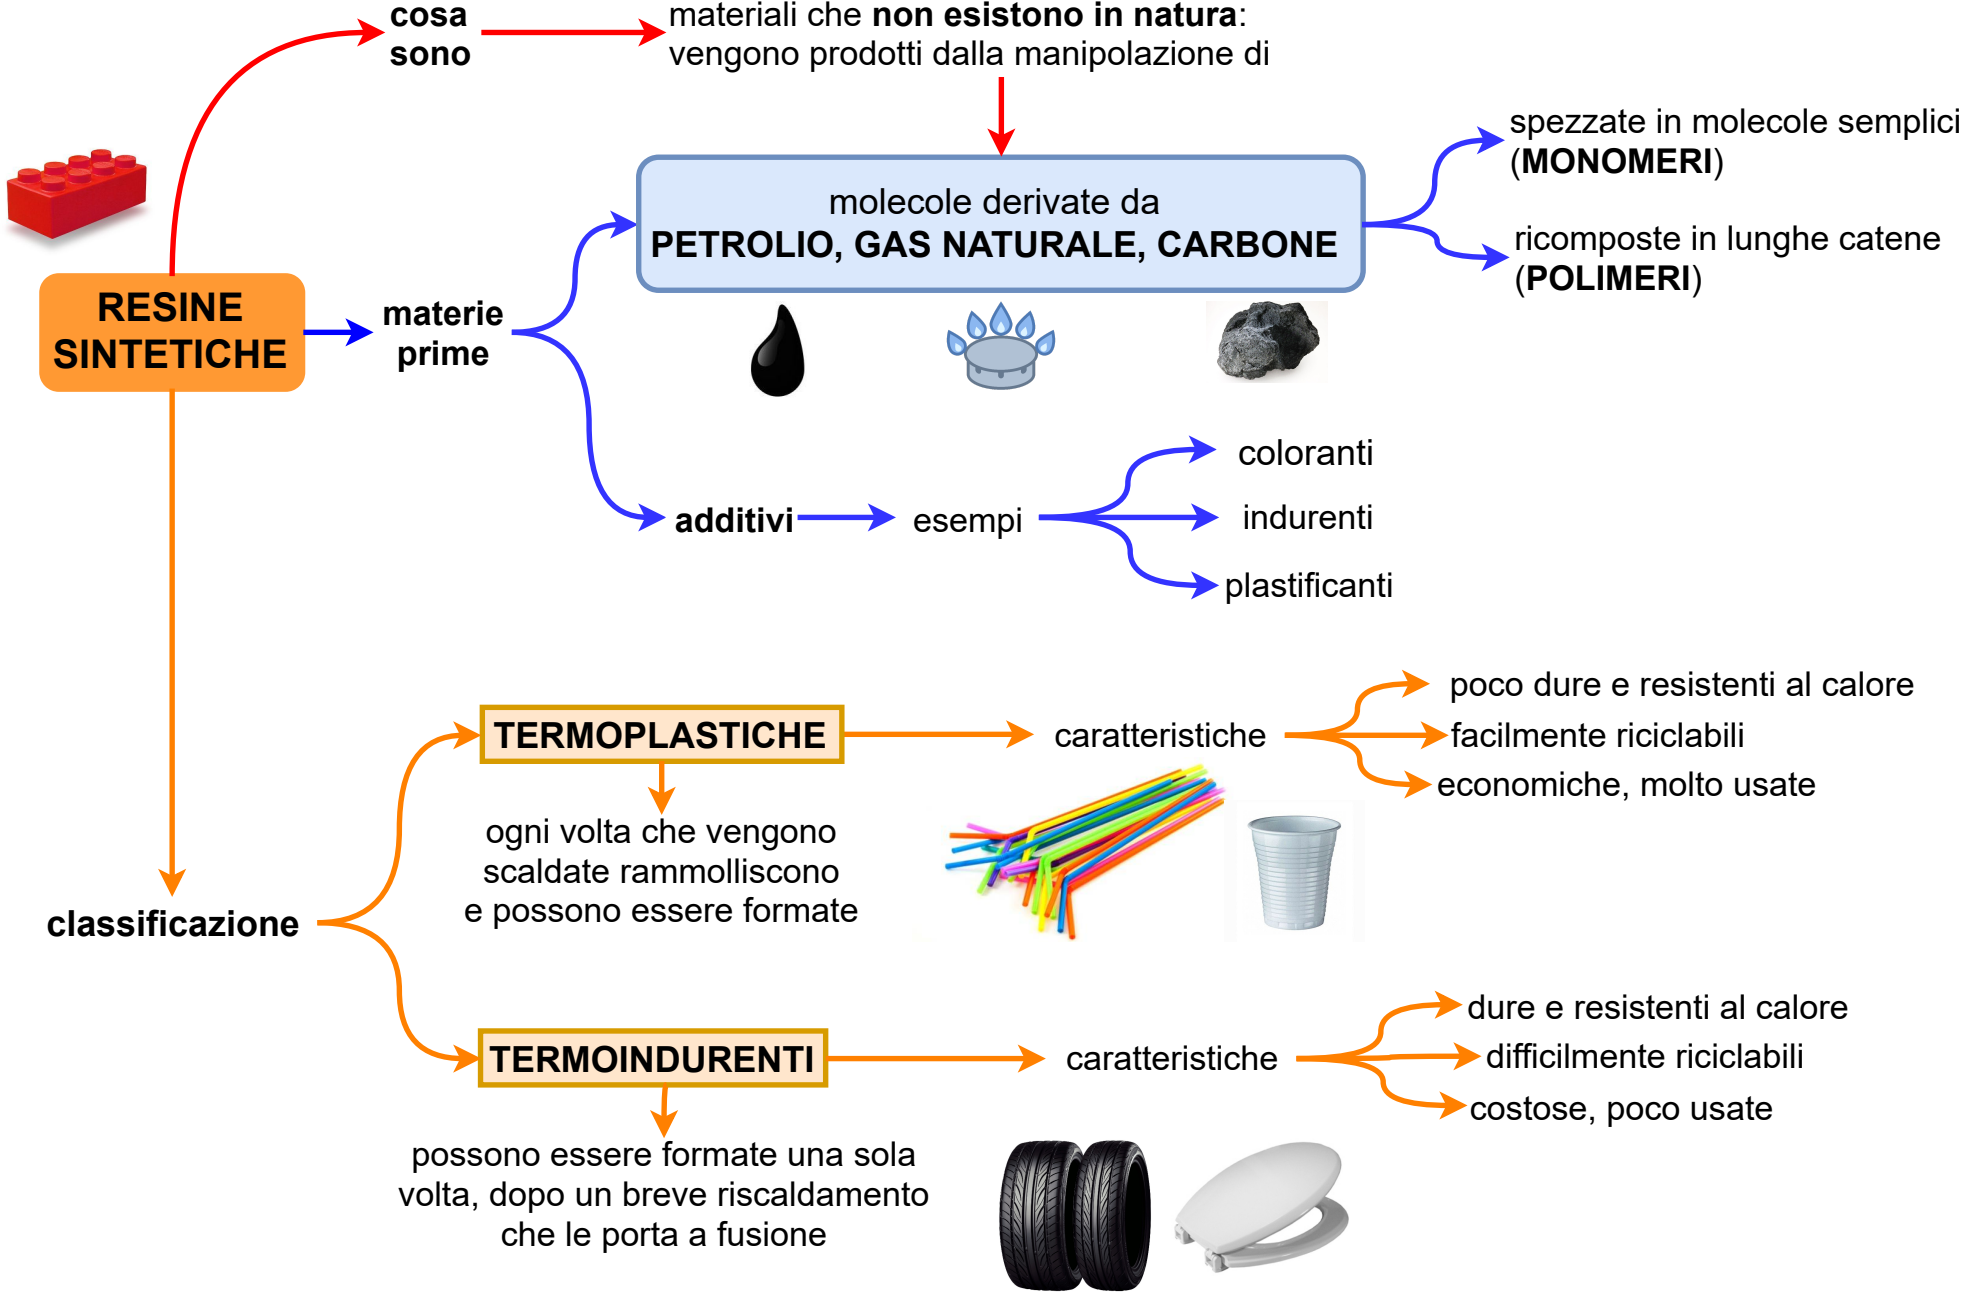 cosa
sono
materiali che non esistono in natura:
vengono prodotti dalla manipolazione di
RESINE
SINTETICHE
materie
prime
molecole derivate da
PETROLIO, GAS NATURALE, CARBONE
spezzate in molecole semplici
(MONOMERI)
ricomposte in lunghe catene
(POLIMERI)
additivi
esempi
coloranti
indurenti
plastificanti
classificazione
TERMOPLASTICHE
ogni volta che vengono
scaldate rammolliscono
e possono essere formate
caratteristiche
poco dure e resistenti al calore
facilmente riciclabili
economiche, molto usate
TERMOINDURENTI
possono essere formate una sola
volta, dopo un breve riscaldamento
che le porta a fusione
caratteristiche
dure e resistenti al calore
difficilmente riciclabili
costose, poco usate